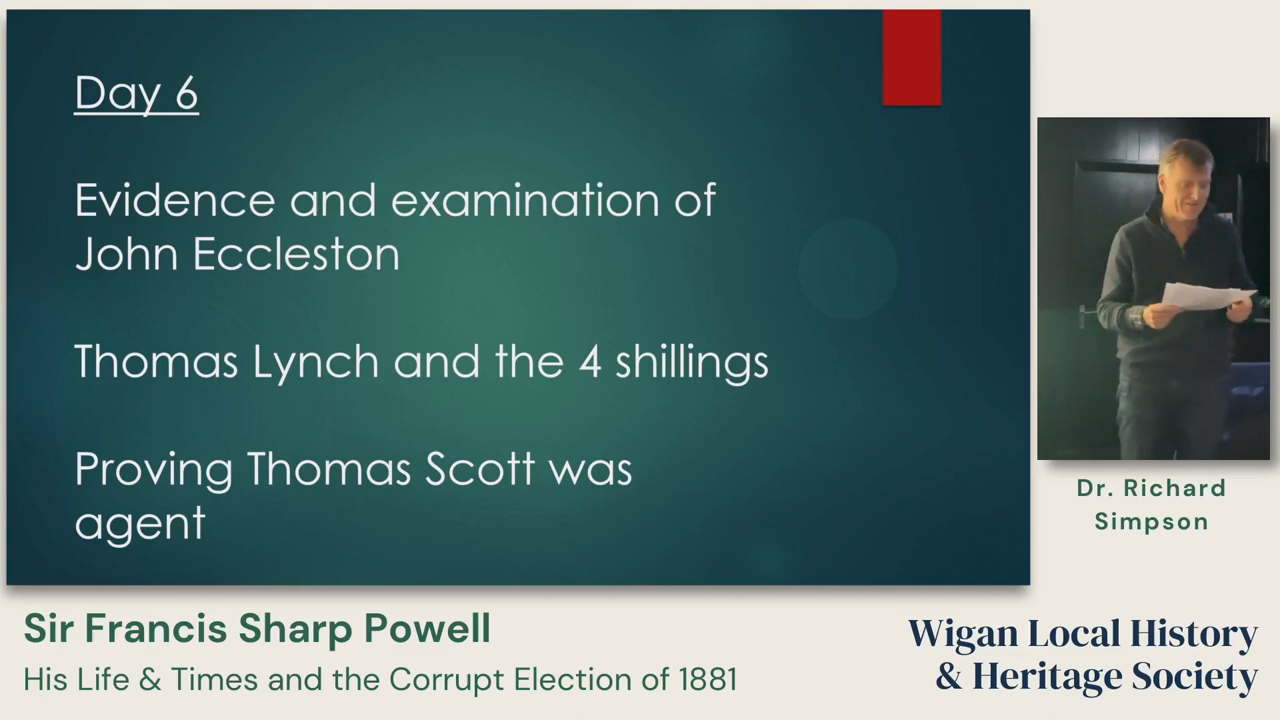 Day 6
Evidence and examination of
John Eccleston
Thomas Lynch and the 4 shillings
Proving Thomas Scott was
agent
Dr. Richard
Simpson
Sir Francis Sharp Powell
His Life & Times and the Corrupt Election of 1881
Wigan Local History
& Heritage Society